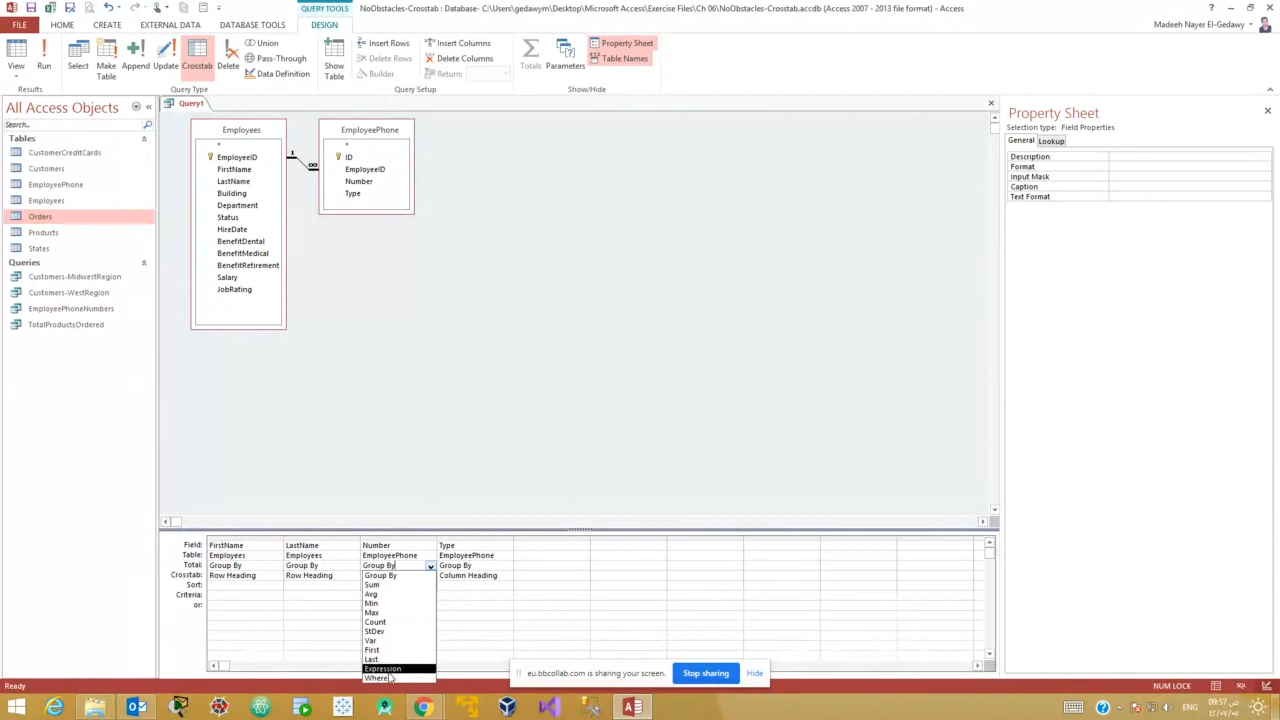 QUERY TOOLS
NoObstacles-Crosstab : Database- C:\Users\gedawym\Desktop\Microsoft Access\Exercise Files\Ch 06\NoObstacles-Crosstab.accdb (Access 2007 - 2013 file format) - Access
FILE HOME CREATE EXTERNAL DATA DATABASE TOOLS DESIGN
Madeeh Nayer El-Gedawy
View Run Select Make Table Append Update Crosstab Delete
Union
Pass-Through
Data Definition
Show Table
Insert Rows
Delete Rows
Builder
Insert Columns
Delete Columns
Return:
Totals Parameters
Property Sheet
Table Names
Results Query Type Query Setup Show/Hide
All Access Objects
Search...
Tables
CustomerCreditCards
Customers
EmployeePhone
Employees
Orders
Products
States
Queries
Customers-MidwestRegion
Customers-WestRegion
EmployeePhoneNumbers
TotalProductsOrdered
Query1
Employees
*
EmployeeID
FirstName
LastName
Building
Department
Status
HireDate
BenefitDental
BenefitMedical
BenefitRetirement
Salary
JobRating
1 ∞
EmployeePhone
*
ID
EmployeeID
Number
Type
Property Sheet
Selection type: Field Properties
General Lookup
Description
Format
Input Mask
Caption
Text Format
Field: FirstName LastName Number Type
Table: Employees Employees EmployeePhone EmployeePhone
Total: Group By Group By Group By Group By
Crosstab: Row Heading Row Heading Column Heading
Sort:
Criteria:
or:
Group By
Sum
Avg
Min
Max
Count
StDev
Var
First
Last
Expression
Where
eu.bbcollab.com is sharing your screen. Stop sharing Hide
Ready
NUM LOCK
SQL
ENG